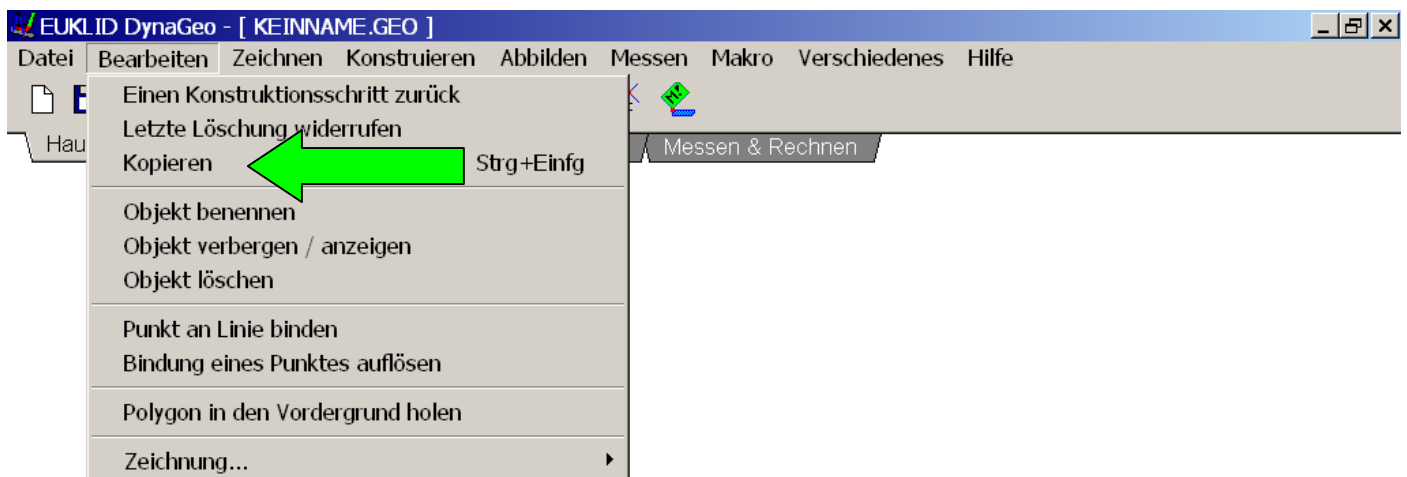 EUKLID DynaGeo - [ KEINNAME.GEO ]
Datei Bearbeiten Zeichnen Konstruieren Abbilden Messen Makro Verschiedenes Hilfe
Einen Konstruktionsschritt zurück
Letzte Löschung widerrufen
Hau Messen & Rechnen
Kopieren Strg+Einfg
Objekt benennen
Objekt verbergen / anzeigen
Objekt löschen
Punkt an Linie binden
Bindung eines Punktes auflösen
Polygon in den Vordergrund holen
Zeichnung...